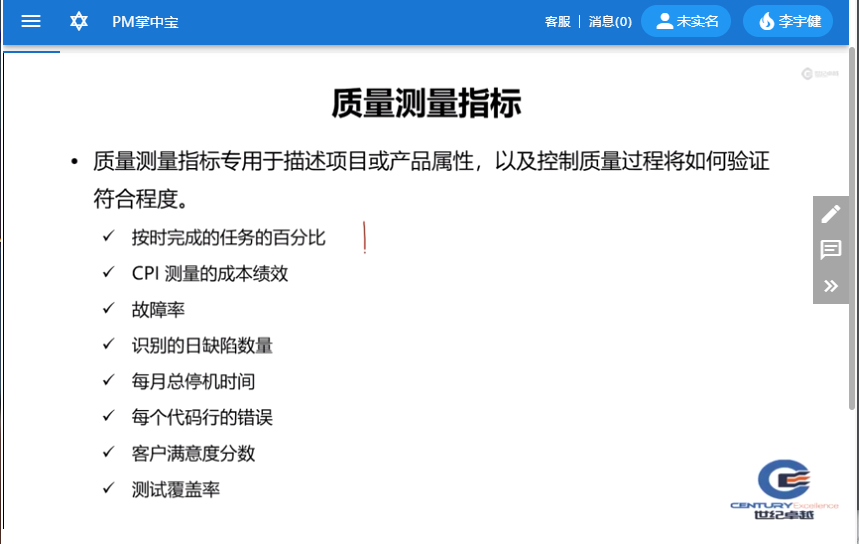 PM掌中宝
客服 | 消息(0) 未实名 李宇健
质量测量指标
• 质量测量指标专用于描述项目或产品属性，以及控制质量过程将如何验证
符合程度。
✓ 按时完成的任务的百分比
✓ CPI 测量的成本绩效
✓ 故障率
✓ 识别的日缺陷数量
✓ 每月总停机时间
✓ 每个代码行的错误
✓ 客户满意度分数
✓ 测试覆盖率
CENTURY Excellence
世纪卓越